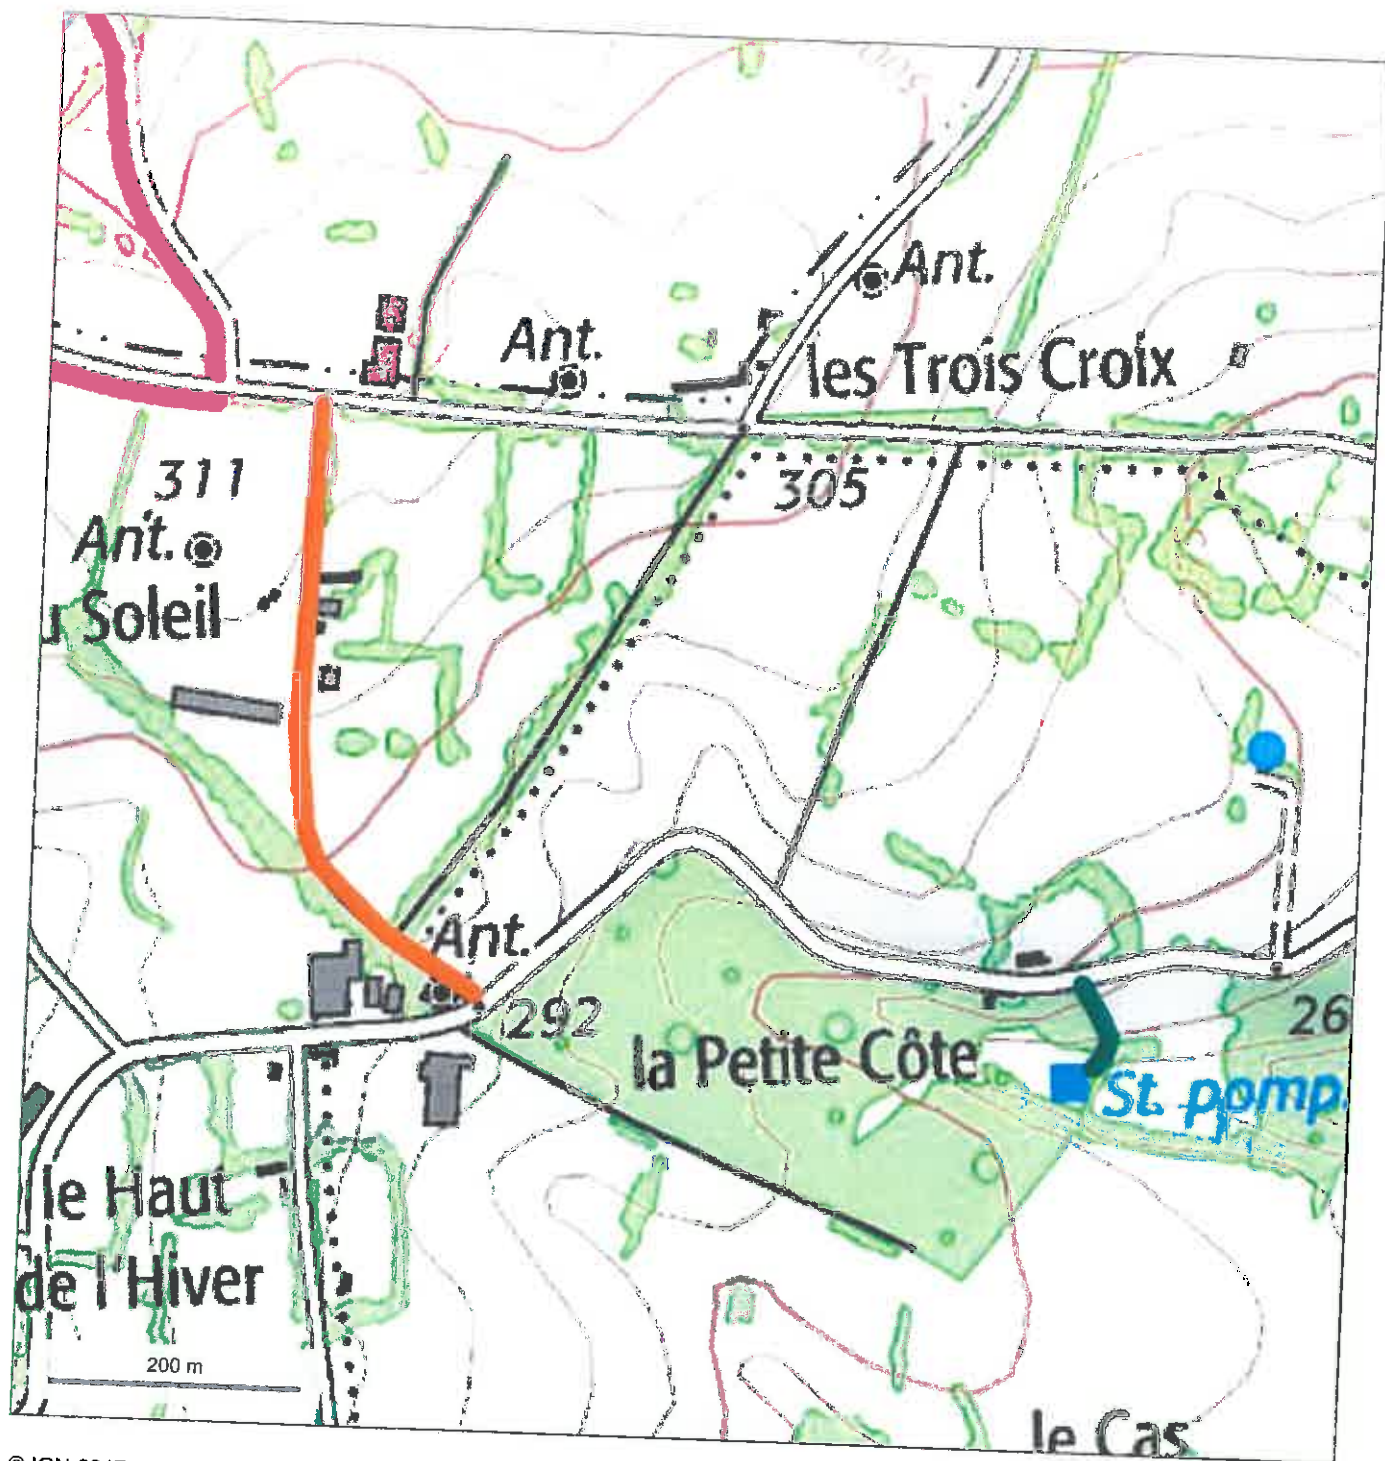 Ant.
Ant.
les Trois Croix
311
305
Ant.
u Soleil
Ant.
292
26
la Petite Côte
St. pomp.
le Haut
de l'Hiver
200 m
le Cas